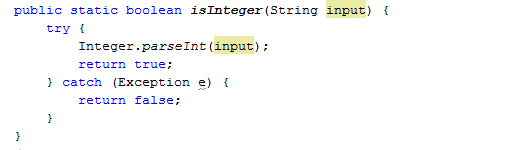 public static boolean isInteger(String input) {
    try {
        Integer.parseInt(input);
        return true;
    } catch (Exception e) {
        return false;
    }
}